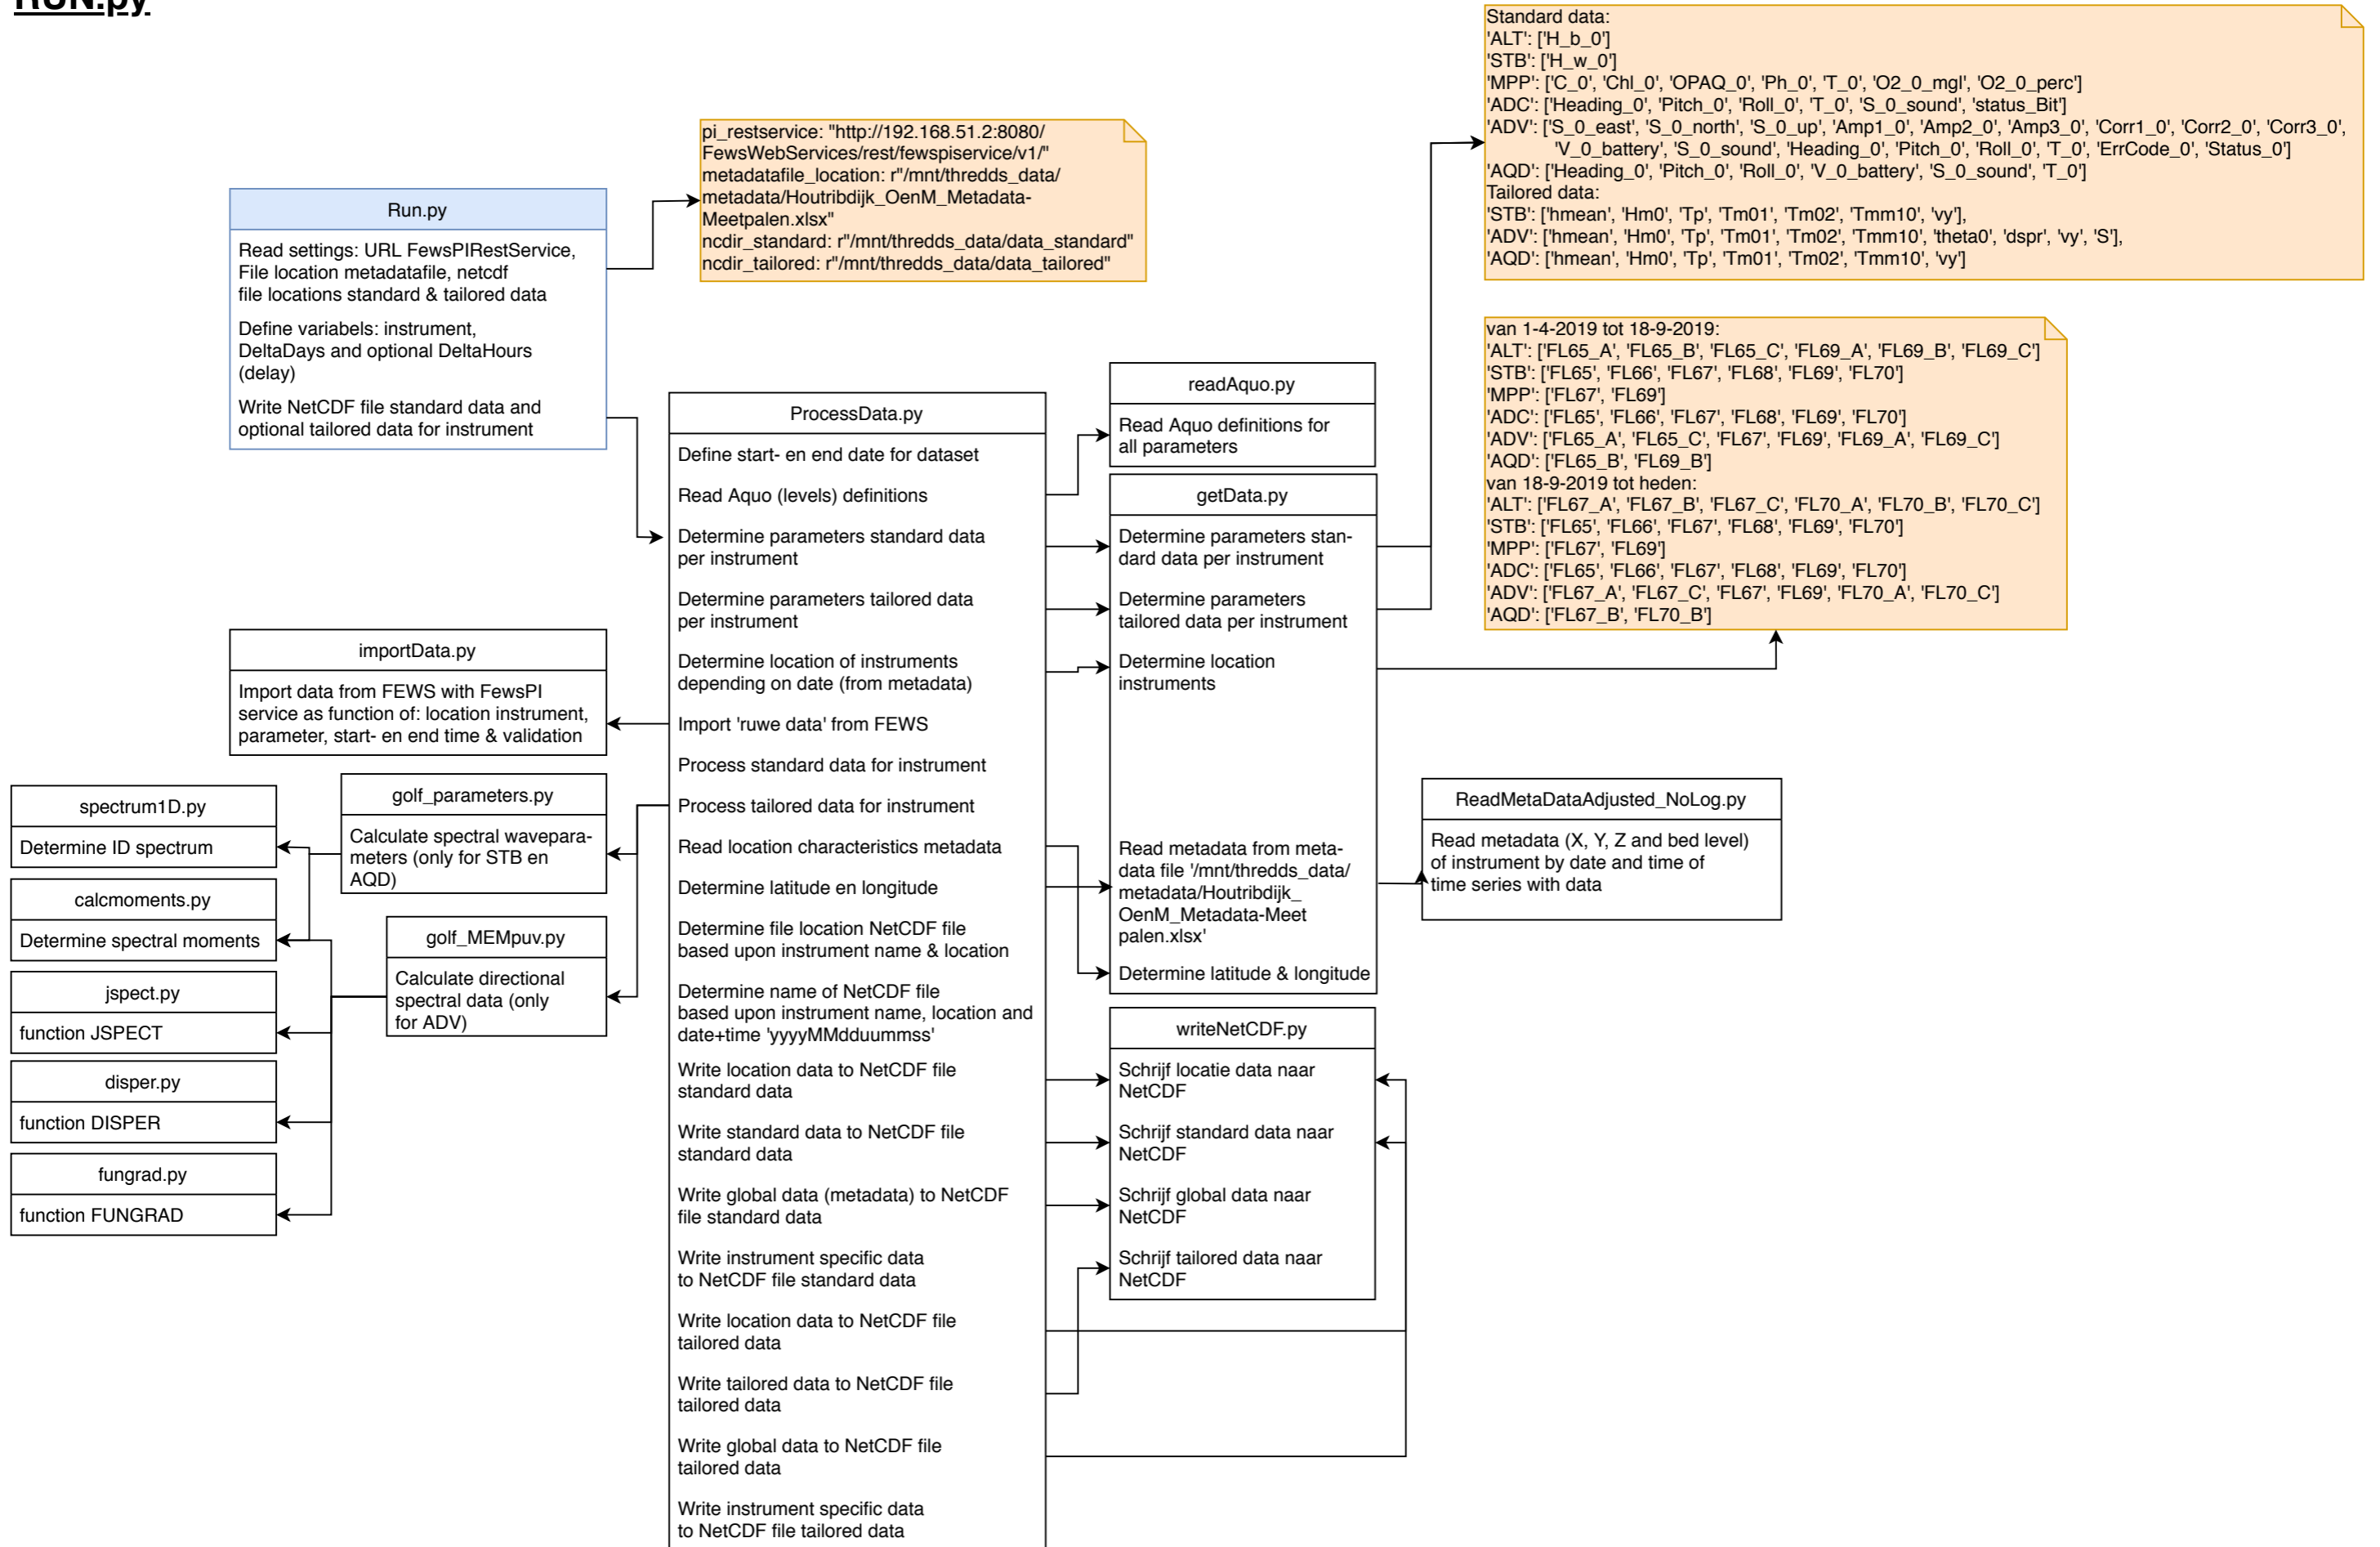 RUN.py
Run.py
Read settings: URL FewsPIRestService,
File location metadatafile, netcdf
file locations standard & tailored data
Define variabels: instrument,
DeltaDays and optional DeltaHours
(delay)
Write NetCDF file standard data and
optional tailored data for instrument
pi_restservice: "http://192.168.51.2:8080/
FewsWebServices/rest/fewspiservice/v1/"
metadatafile_location: r"/mnt/thredds_data/
metadata/Houtribdijk_OenM_Metadata-
Meetpalen.xlsx"
ncdir_standard: r"/mnt/thredds_data/data_standard"
ncdir_tailored: r"/mnt/thredds_data/data_tailored"
Standard data:
'ALT': ['H_b_0']
'STB': ['H_w_0']
'MPP': ['C_0', 'Chl_0', 'OPAQ_0', 'Ph_0', 'T_0', 'O2_0_mgl', 'O2_0_perc']
'ADC': ['Heading_0', 'Pitch_0', 'Roll_0', 'T_0', 'S_0_sound', 'status_Bit']
'ADV': ['S_0_east', 'S_0_north', 'S_0_up', 'Amp1_0', 'Amp2_0', 'Amp3_0', 'Corr1_0', 'Corr2_0', 'Corr3_0',
'V_0_battery', 'S_0_sound', 'Heading_0', 'Pitch_0', 'Roll_0', 'T_0', 'ErrCode_0', 'Status_0']
'AQD': ['Heading_0', 'Pitch_0', 'Roll_0', 'V_0_battery', 'S_0_sound', 'T_0']
Tailored data:
'STB': ['hmean', 'Hm0', 'Tp', 'Tm01', 'Tm02', 'Tmm10', 'vy'],
'ADV': ['hmean', 'Hm0', 'Tp', 'Tm01', 'Tm02', 'Tmm10', 'theta0', 'dspr', 'vy', 'S'],
'AQD': ['hmean', 'Hm0', 'Tp', 'Tm01', 'Tm02', 'Tmm10', 'vy']
van 1-4-2019 tot 18-9-2019:
'ALT': ['FL65_A', 'FL65_B', 'FL65_C', 'FL69_A', 'FL69_B', 'FL69_C']
'STB': ['FL65', 'FL66', 'FL67', 'FL68', 'FL69', 'FL70']
'MPP': ['FL67', 'FL69']
'ADC': ['FL65', 'FL66', 'FL67', 'FL68', 'FL69', 'FL70']
'ADV': ['FL65_A', 'FL65_C', 'FL67', 'FL69', 'FL69_A', 'FL69_C']
'AQD': ['FL65_B', 'FL69_B']
van 18-9-2019 tot heden:
'ALT': ['FL67_A', 'FL67_B', 'FL67_C', 'FL70_A', 'FL70_B', 'FL70_C']
'STB': ['FL65', 'FL66', 'FL67', 'FL68', 'FL69', 'FL70']
'MPP': ['FL67', 'FL69']
'ADC': ['FL65', 'FL66', 'FL67', 'FL68', 'FL69', 'FL70']
'ADV': ['FL67_A', 'FL67_C', 'FL67', 'FL69', 'FL70_A', 'FL70_C']
'AQD': ['FL67_B', 'FL70_B']
ProcessData.py
Define start- en end date for dataset
Read Aquo (levels) definitions
Determine parameters standard data
per instrument
Determine parameters tailored data
per instrument
Determine location of instruments
depending on date (from metadata)
Import 'ruwe data' from FEWS
Process standard data for instrument
Process tailored data for instrument
Read location characteristics metadata
Determine latitude en longitude
Determine file location NetCDF file
based upon instrument name & location
Determine name of NetCDF file
based upon instrument name, location and
date+time 'yyyyMMdduummss'
Write location data to NetCDF file
standard data
Write standard data to NetCDF file
standard data
Write global data (metadata) to NetCDF
file standard data
Write instrument specific data
to NetCDF file standard data
Write location data to NetCDF file
tailored data
Write tailored data to NetCDF file
tailored data
Write global data to NetCDF file
tailored data
Write instrument specific data
to NetCDF file tailored data
readAquo.py
Read Aquo definitions for
all parameters
getData.py
Determine parameters stan-
dard data per instrument
Determine parameters
tailored data per instrument
Determine location
instruments
Read metadata from meta-
data file '/mnt/thredds_data/
metadata/Houtribdijk_
OenM_Metadata-Meet
palen.xlsx'
Determine latitude & longitude
ReadMetaDataAdjusted_NoLog.py
Read metadata (X, Y, Z and bed level)
of instrument by date and time of
time series with data
writeNetCDF.py
Schrijf locatie data naar
NetCDF
Schrijf standard data naar
NetCDF
Schrijf global data naar
NetCDF
Schrijf tailored data naar
NetCDF
importData.py
Import data from FEWS with FewsPI
service as function of: location instrument,
parameter, start- en end time & validation
golf_parameters.py
Calculate spectral wavepara-
meters (only for STB en
AQD)
golf_MEMpuv.py
Calculate directional
spectral data (only
for ADV)
spectrum1D.py
Determine ID spectrum
calcmoments.py
Determine spectral moments
jspect.py
function JSPECT
disper.py
function DISPER
fungrad.py
function FUNGRAD